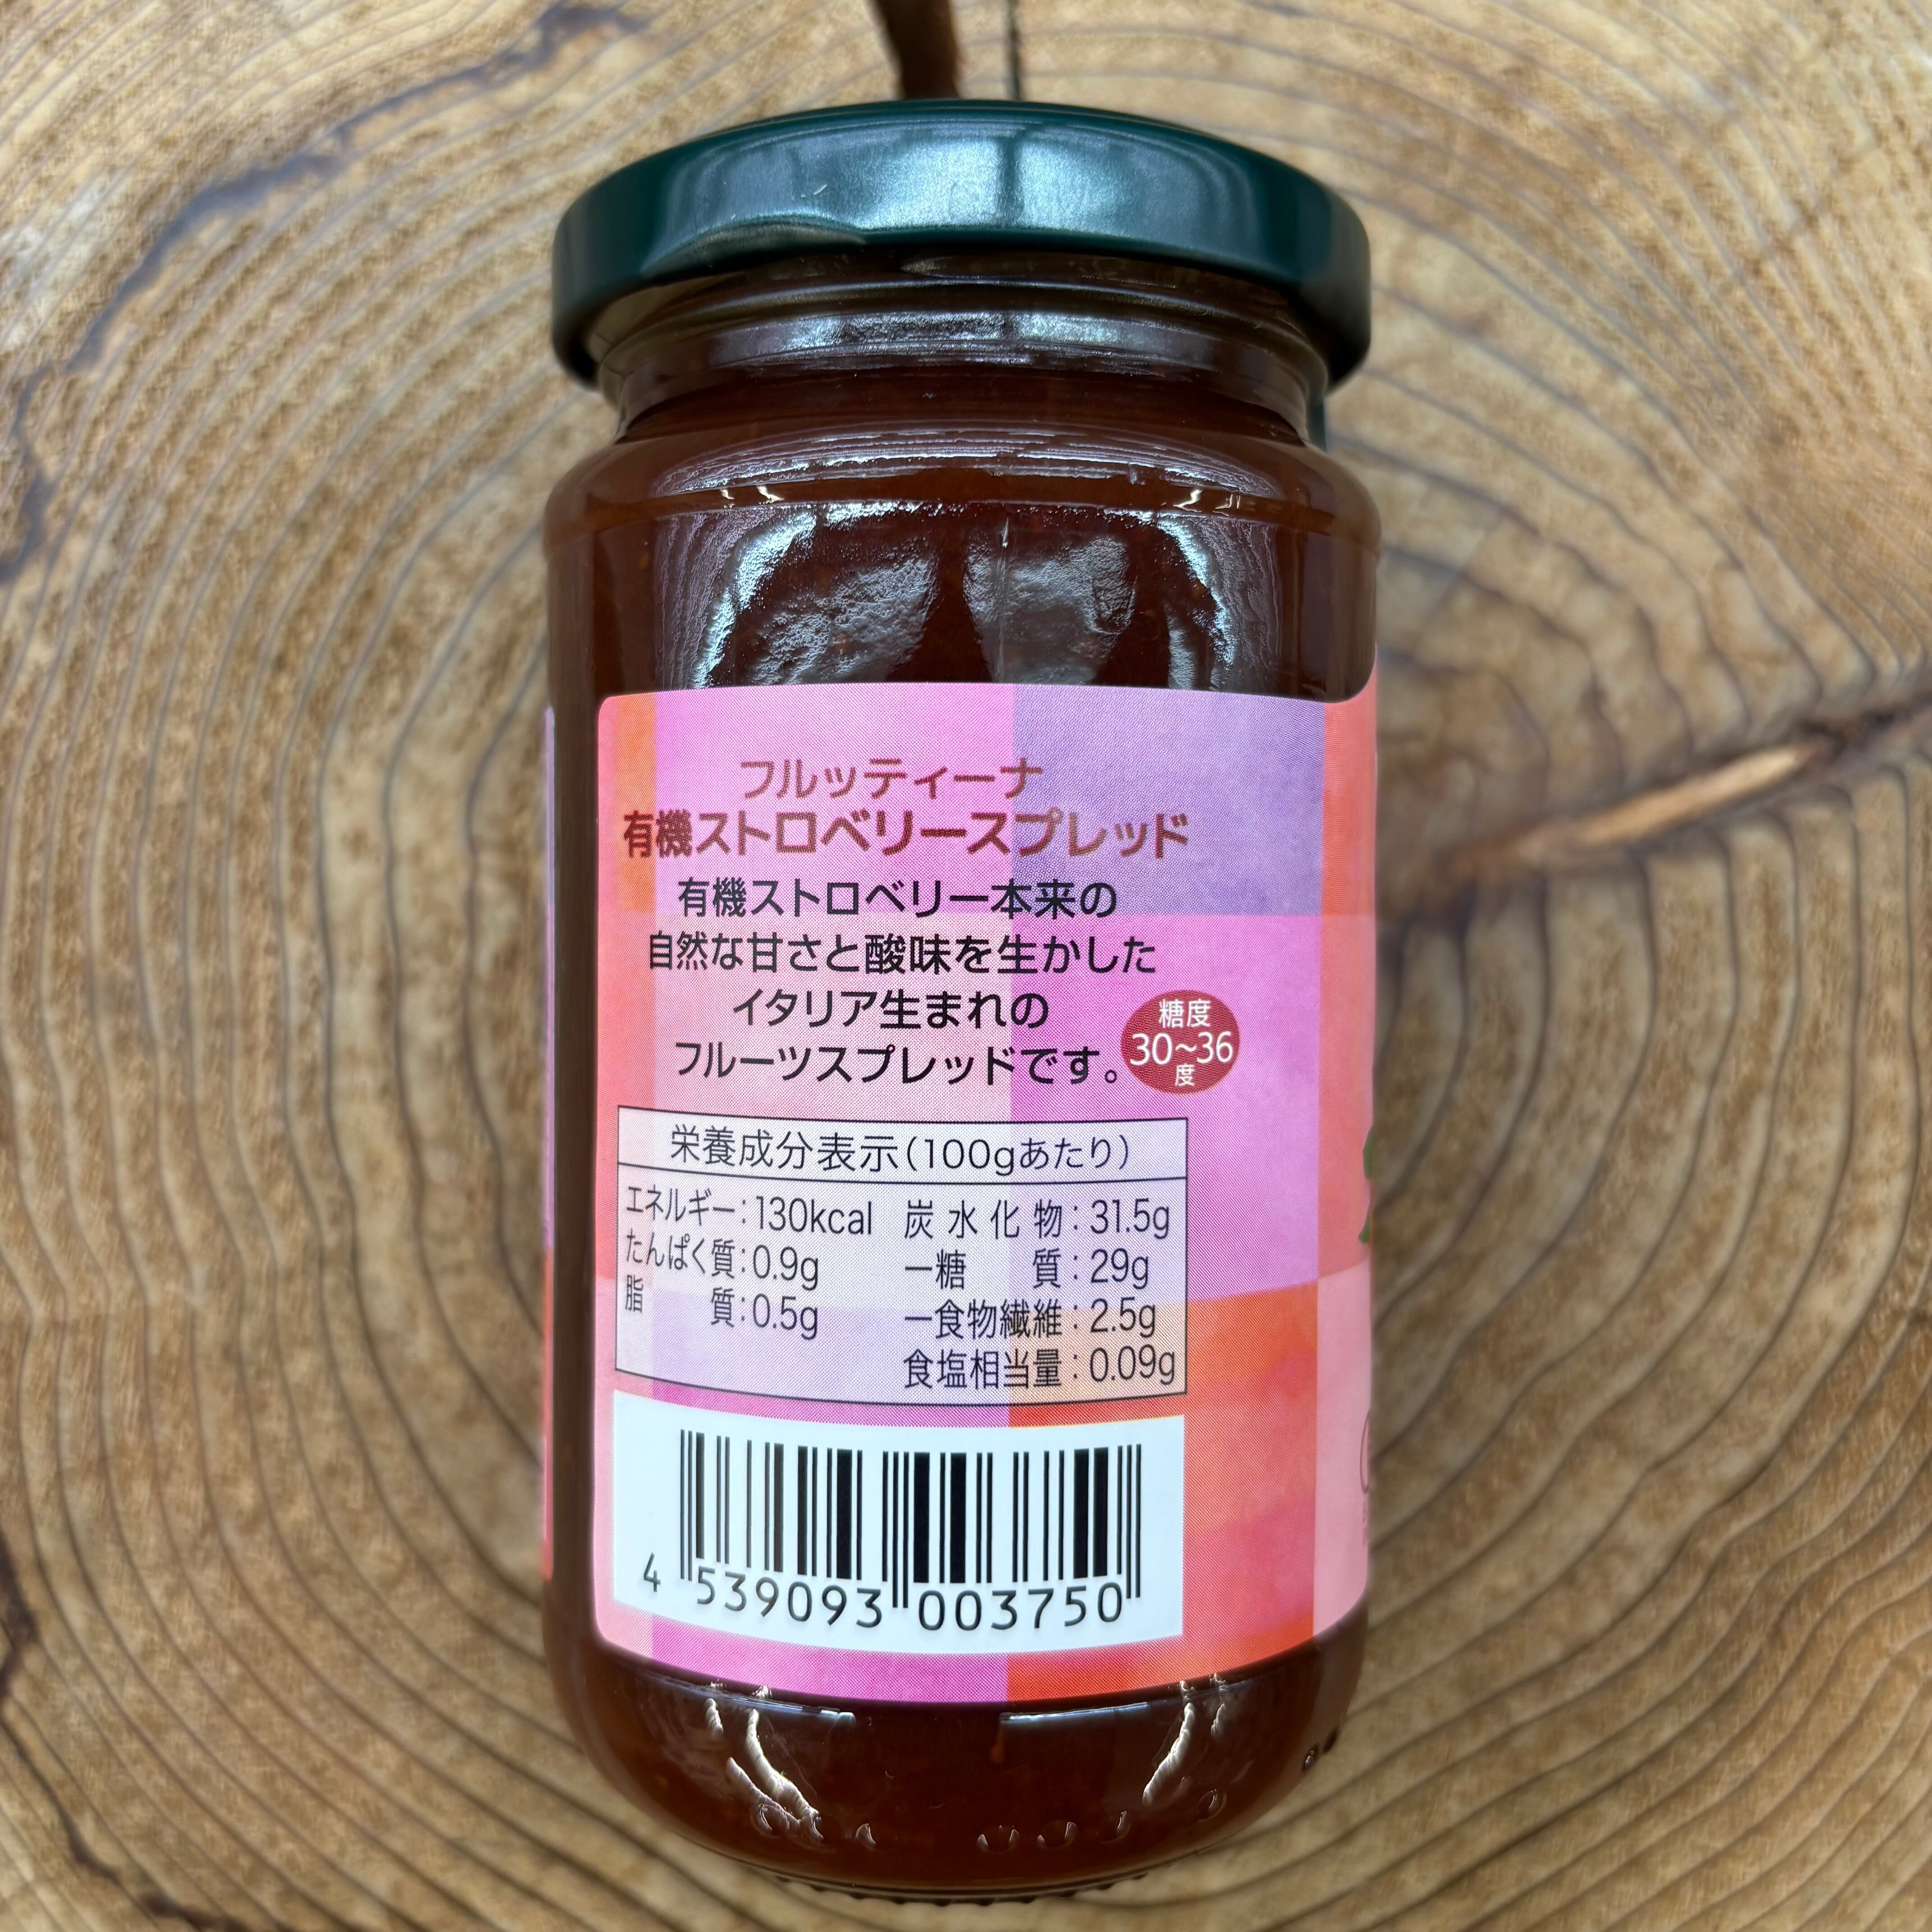 フルッティーナ
有機ストロベリースプレッド
有機ストロベリー本来の
自然な甘さと酸味を生かした
イタリア生まれの
フルーツスプレッドです。
糖度
30~36
度
栄養成分表示(100gあたり)
エネルギー:130kcal 炭水化物:31.5g
たんぱく質:0.9g ー糖 質:29g
脂 質:0.5g ー食物繊維:2.5g
食塩相当量:0.09g
4 539093 003750